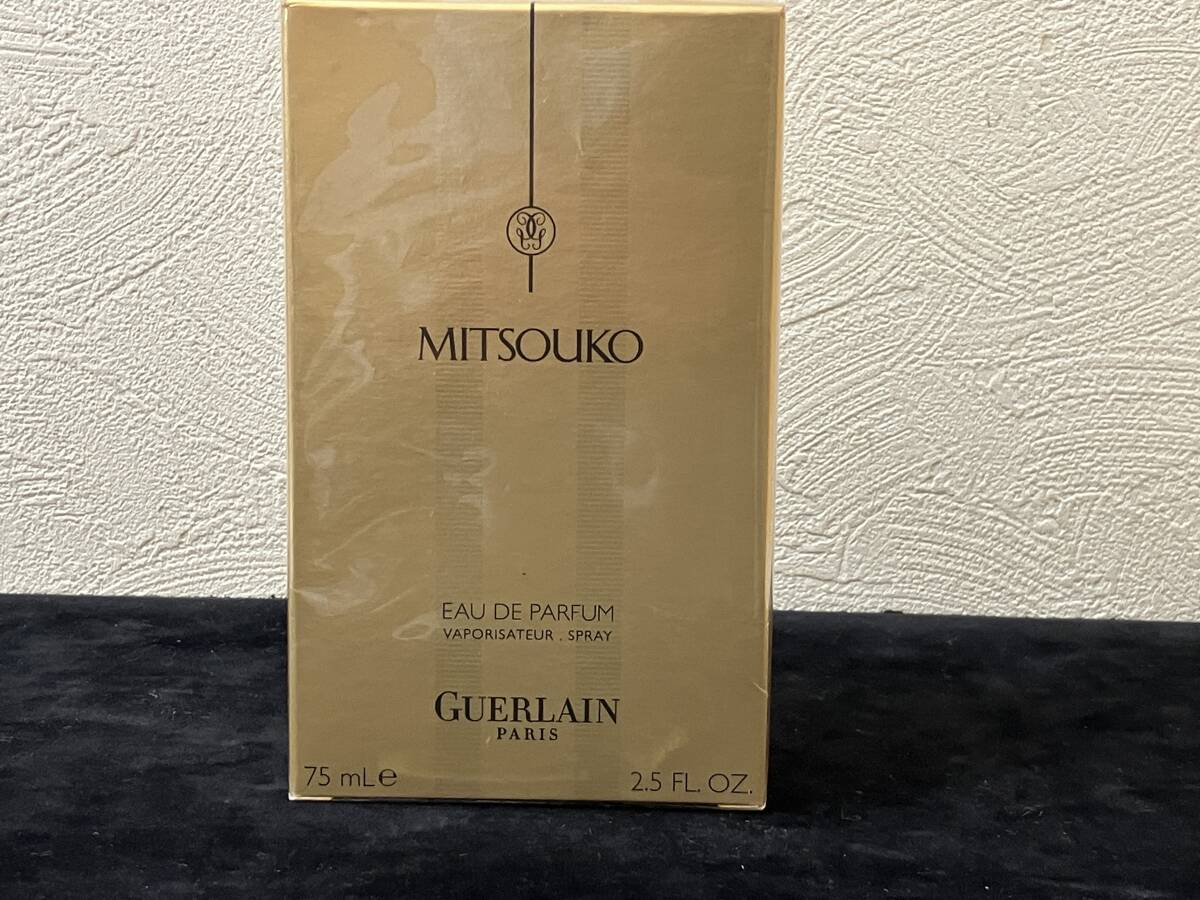 MITSOUKO
EAU DE PARFUM
VAPORISATEUR . SPRAY
GUERLAIN
PARIS
75 mLe 2.5 FL. OZ.